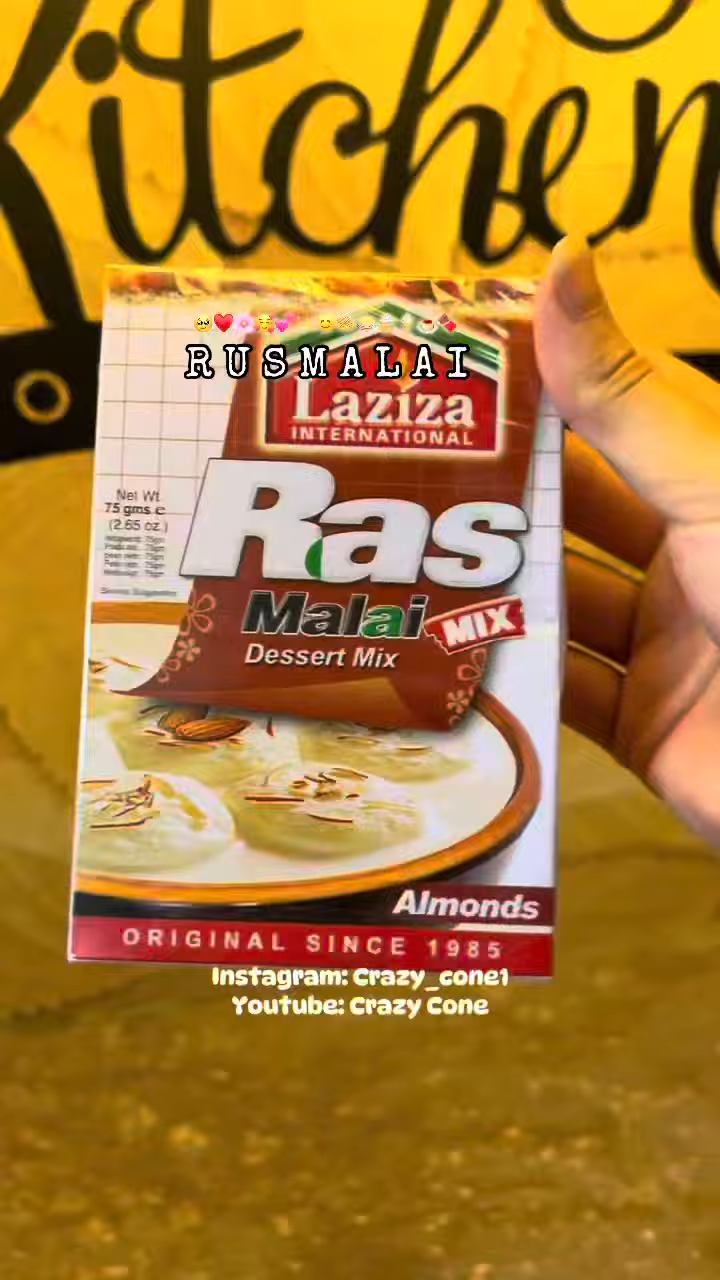 Kitchen
RUSMALAI
Laziza
INTERNATIONAL
Net Wt.
75 gms e
(2.65 oz.)
Ras
Malai MIX
Dessert Mix
Almonds
ORIGINAL SINCE 1985
Instagram: Crazy_cone1
Youtube: Crazy Cone